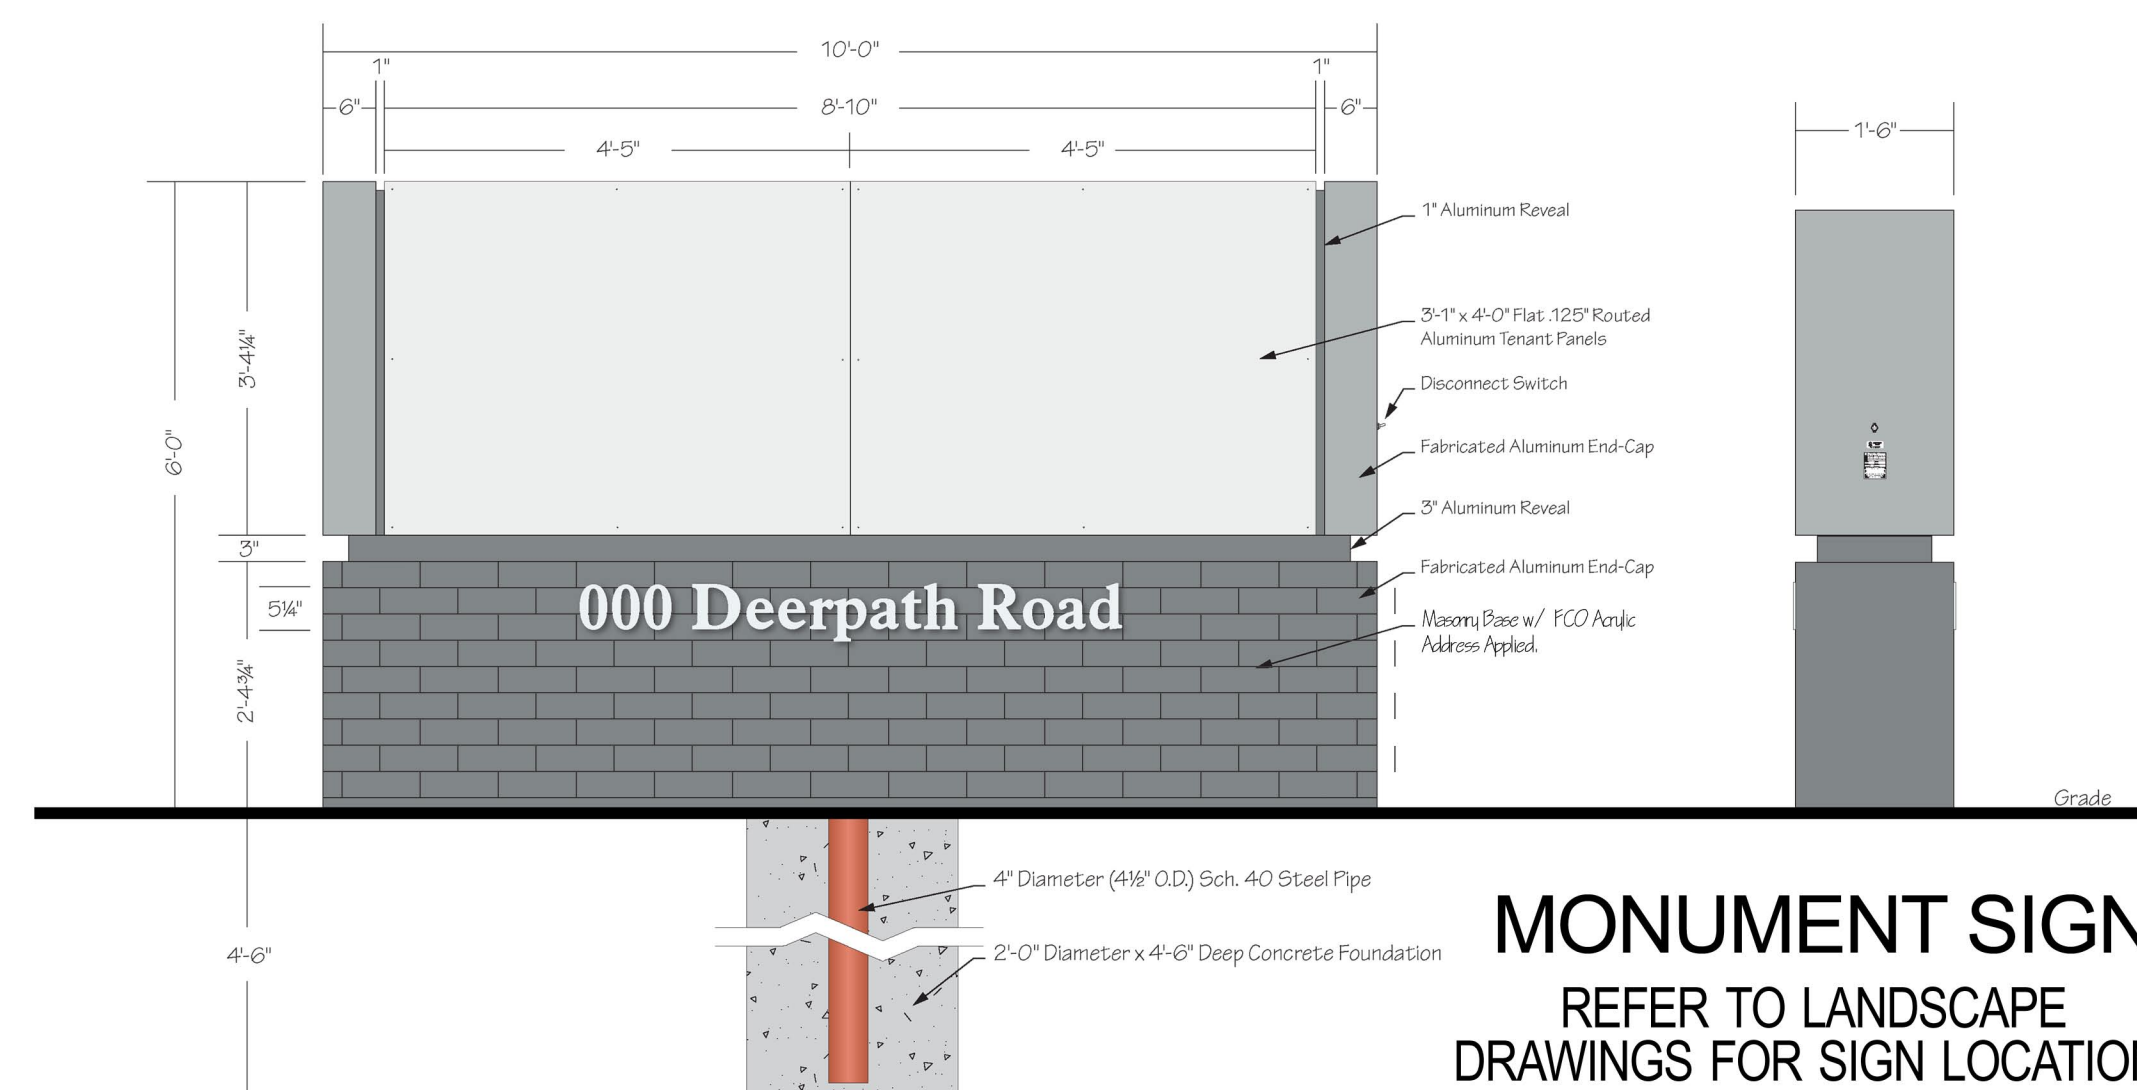 10'-0"
1"
1"
6"
8'-10"
6"
4'-5"
4'-5"
1'-6"
1" Aluminum Reveal
3'-1" x 4'-0" Flat .125" Routed
Aluminum Tenant Panels
Disconnect Switch
Fabricated Aluminum End-Cap
3" Aluminum Reveal
Fabricated Aluminum End-Cap
Masonry Base w/ FCO Acrylic
Address Applied.
3'-4¼"
6'-0"
3"
5¼"
2'-4¾"
000 Deerpath Road
Grade
4" Diameter (4½" O.D.) Sch. 40 Steel Pipe
2'-0" Diameter x 4'-6" Deep Concrete Foundation
4'-6"
MONUMENT SIGN
REFER TO LANDSCAPE
DRAWINGS FOR SIGN LOCATION